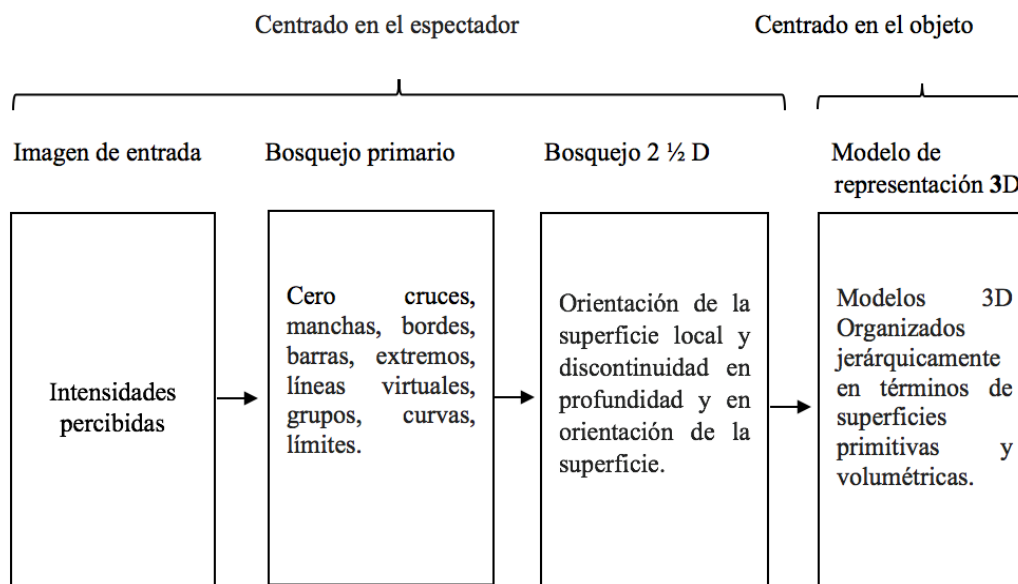 Centrado en el espectador
Centrado en el objeto
Imagen de entrada
Bosquejo primario
Bosquejo 2 ½ D
Modelo de
representación 3D
Intensidades
percibidas
Cero cruces,
manchas, bordes,
barras, extremos,
líneas virtuales,
grupos, curvas,
límites.
Orientación de la
superficie local y
discontinuidad en
profundidad y en
orientación de la
superficie.
Modelos 3D
Organizados
jerárquicamente
en términos de
superficies
primitivas y
volumétricas.